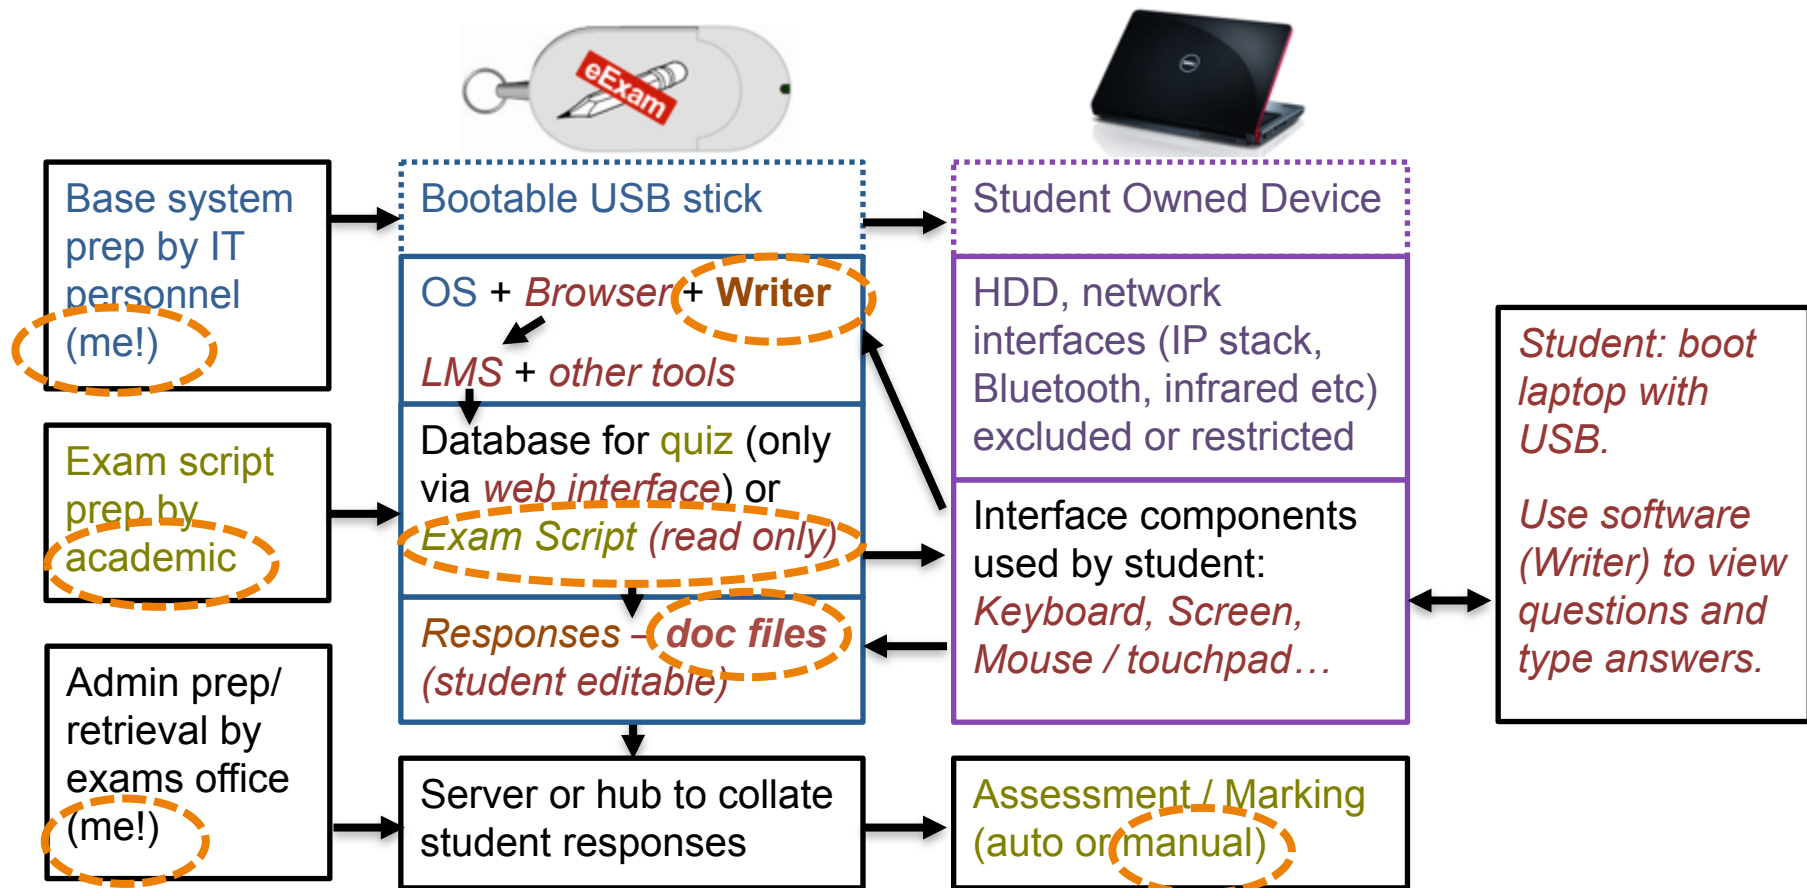 eExam
Base system
prep by IT
personnel
(me!)
Bootable USB stick
Student Owned Device
OS + Browser + Writer
LMS + other tools
HDD, network
interfaces (IP stack,
Bluetooth, infrared etc)
excluded or restricted
Exam script
prep by
academic
Database for quiz (only
via web interface) or
Exam Script (read only)
Interface components
used by student:
Keyboard, Screen,
Mouse / touchpad…
Student: boot
laptop with
USB.
Use software
(Writer) to view
questions and
type answers.
Responses – doc files
(student editable)
Admin prep/
retrieval by
exams office
(me!)
Server or hub to collate
student responses
Assessment / Marking
(auto or manual)